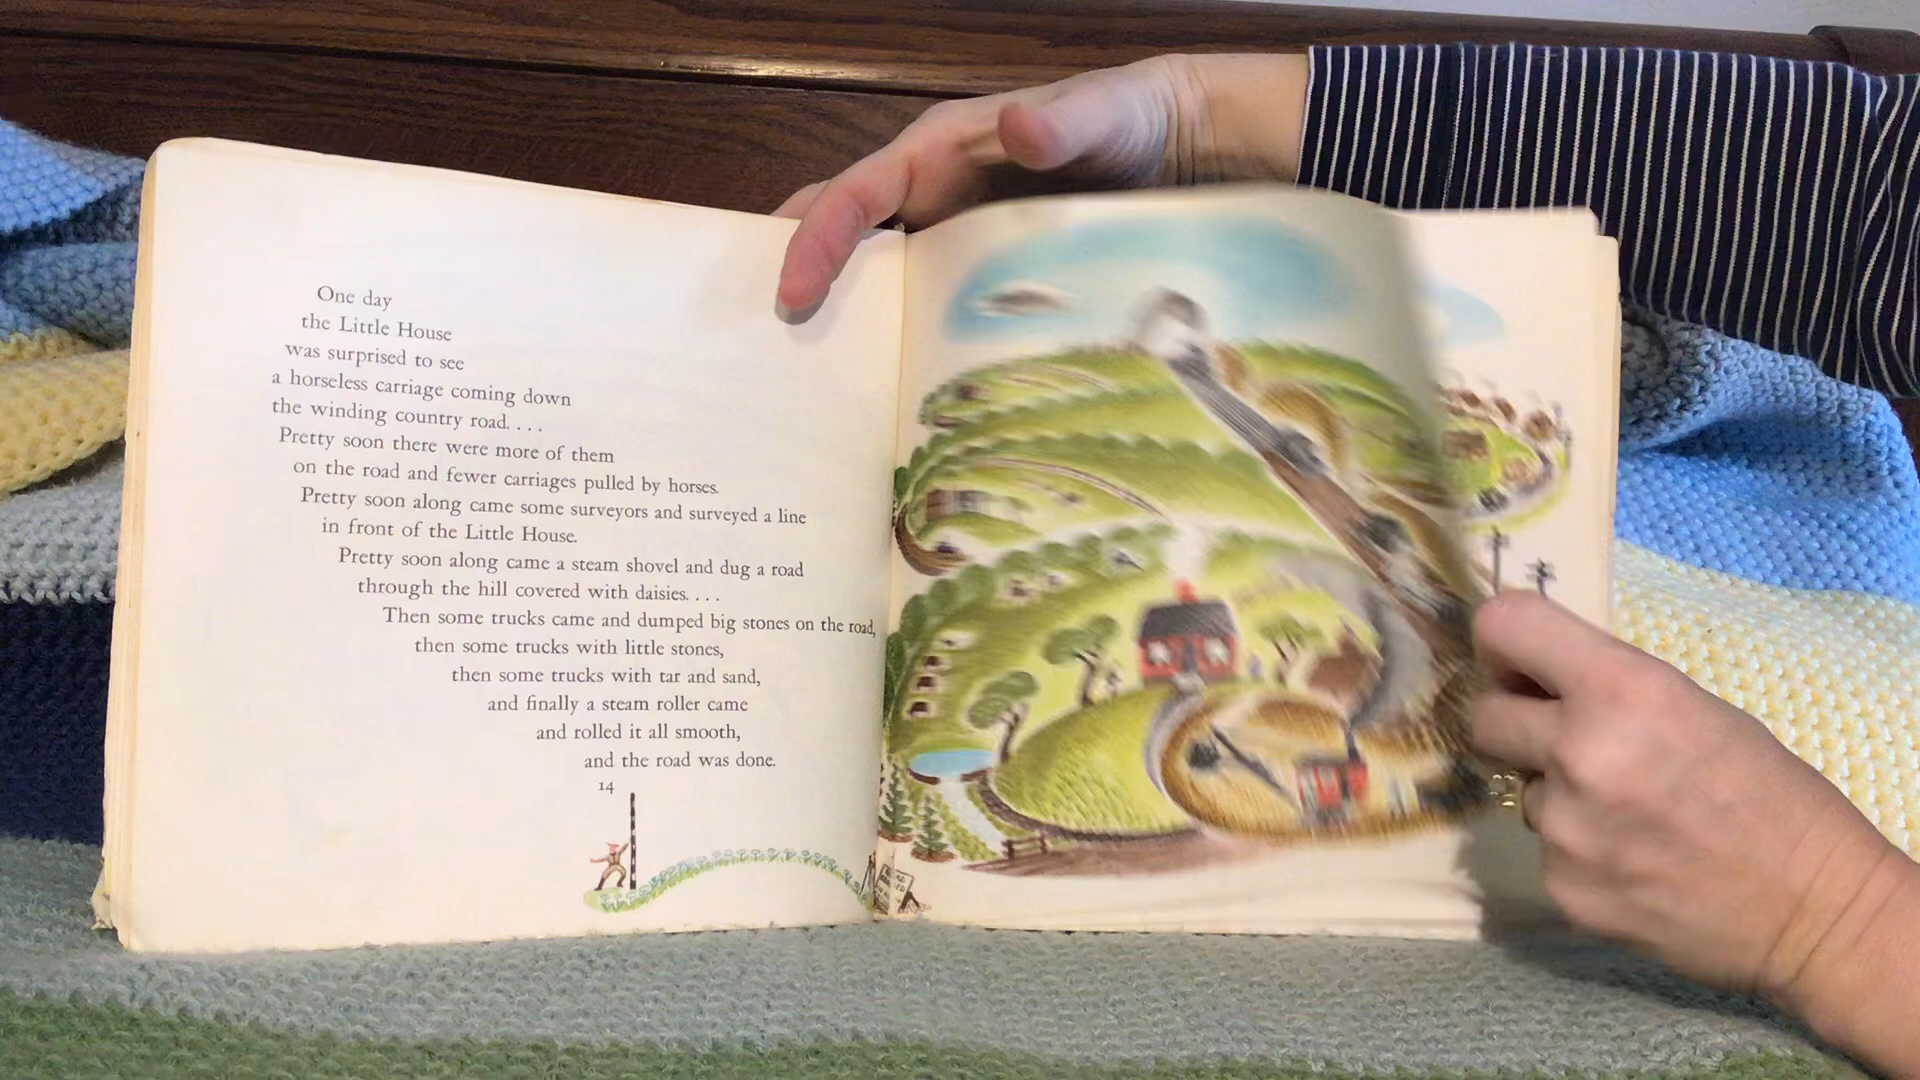 One day
the Little House
was surprised to see
a horseless carriage coming down
the winding country road. . . .
Pretty soon there were more of them
on the road and fewer carriages pulled by horses.
Pretty soon along came some surveyors and surveyed a line
in front of the Little House.
Pretty soon along came a steam shovel and dug a road
through the hill covered with daisies. . . .
Then some trucks came and dumped big stones on the road,
then some trucks with little stones,
then some trucks with tar and sand,
and finally a steam roller came
and rolled it all smooth,
and the road was done.
14